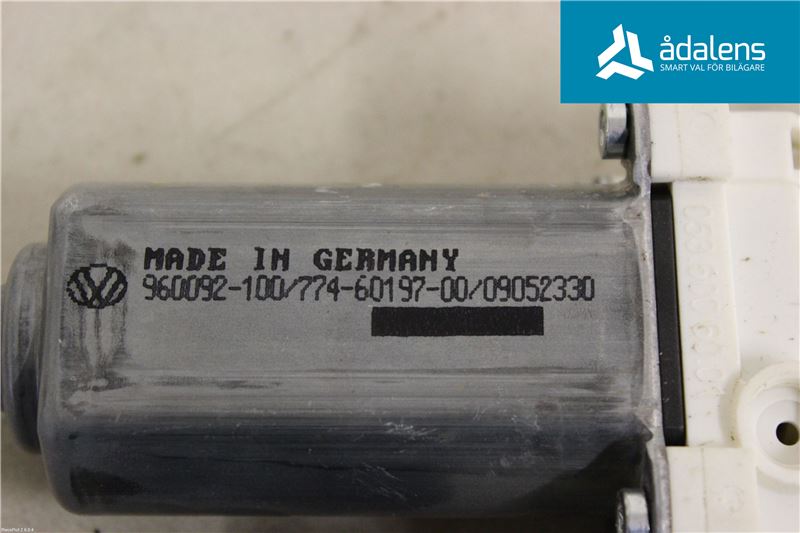 ådalens
SMART VAL FÖR BILÄGARE
MADE IN GERMANY
960092-100/774-60197-00/09052330